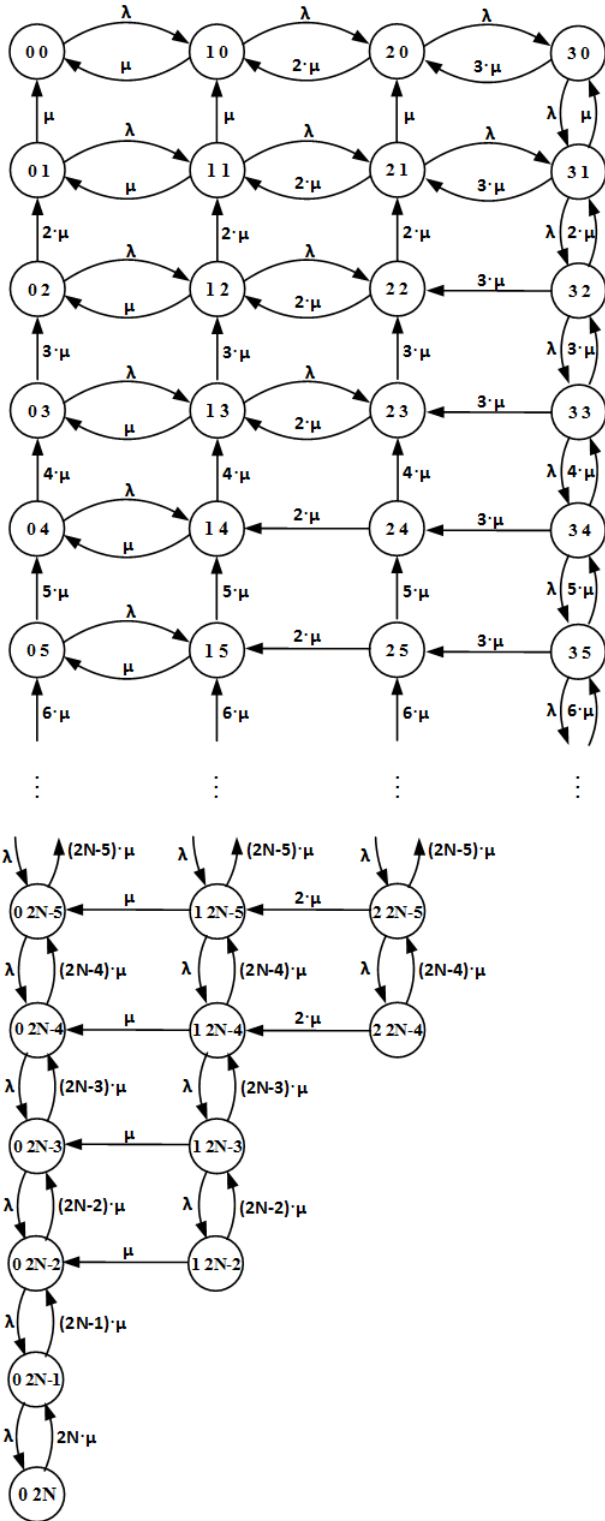 λ λ λ
0 0 1 0 2 0 3 0
μ 2·μ 3·μ
μ μ μ λ μ
λ λ λ
0 1 1 1 2 1 3 1
μ 2·μ 3·μ
2·μ 2·μ 2·μ λ 2·μ
λ λ
0 2 1 2 2 2 3·μ 3 2
μ 2·μ
3·μ 3·μ 3·μ λ 3·μ
λ λ
0 3 1 3 2 3 3·μ 3 3
μ 2·μ
4·μ 4·μ 4·μ λ 4·μ
λ
0 4 1 4 2·μ 2 4 3·μ 3 4
μ
5·μ 5·μ 5·μ λ 5·μ
λ
0 5 1 5 2·μ 2 5 3·μ 3 5
μ
6·μ 6·μ 6·μ λ 6·μ
⋮ ⋮ ⋮ ⋮
λ (2N-5)·μ λ (2N-5)·μ λ (2N-5)·μ
0 2N-5 μ 1 2N-5 2·μ 2 2N-5
λ (2N-4)·μ λ (2N-4)·μ λ (2N-4)·μ
0 2N-4 μ 1 2N-4 2·μ 2 2N-4
λ (2N-3)·μ λ (2N-3)·μ
0 2N-3 μ 1 2N-3
λ (2N-2)·μ λ (2N-2)·μ
0 2N-2 μ 1 2N-2
λ (2N-1)·μ
0 2N-1
λ 2N·μ
0 2N